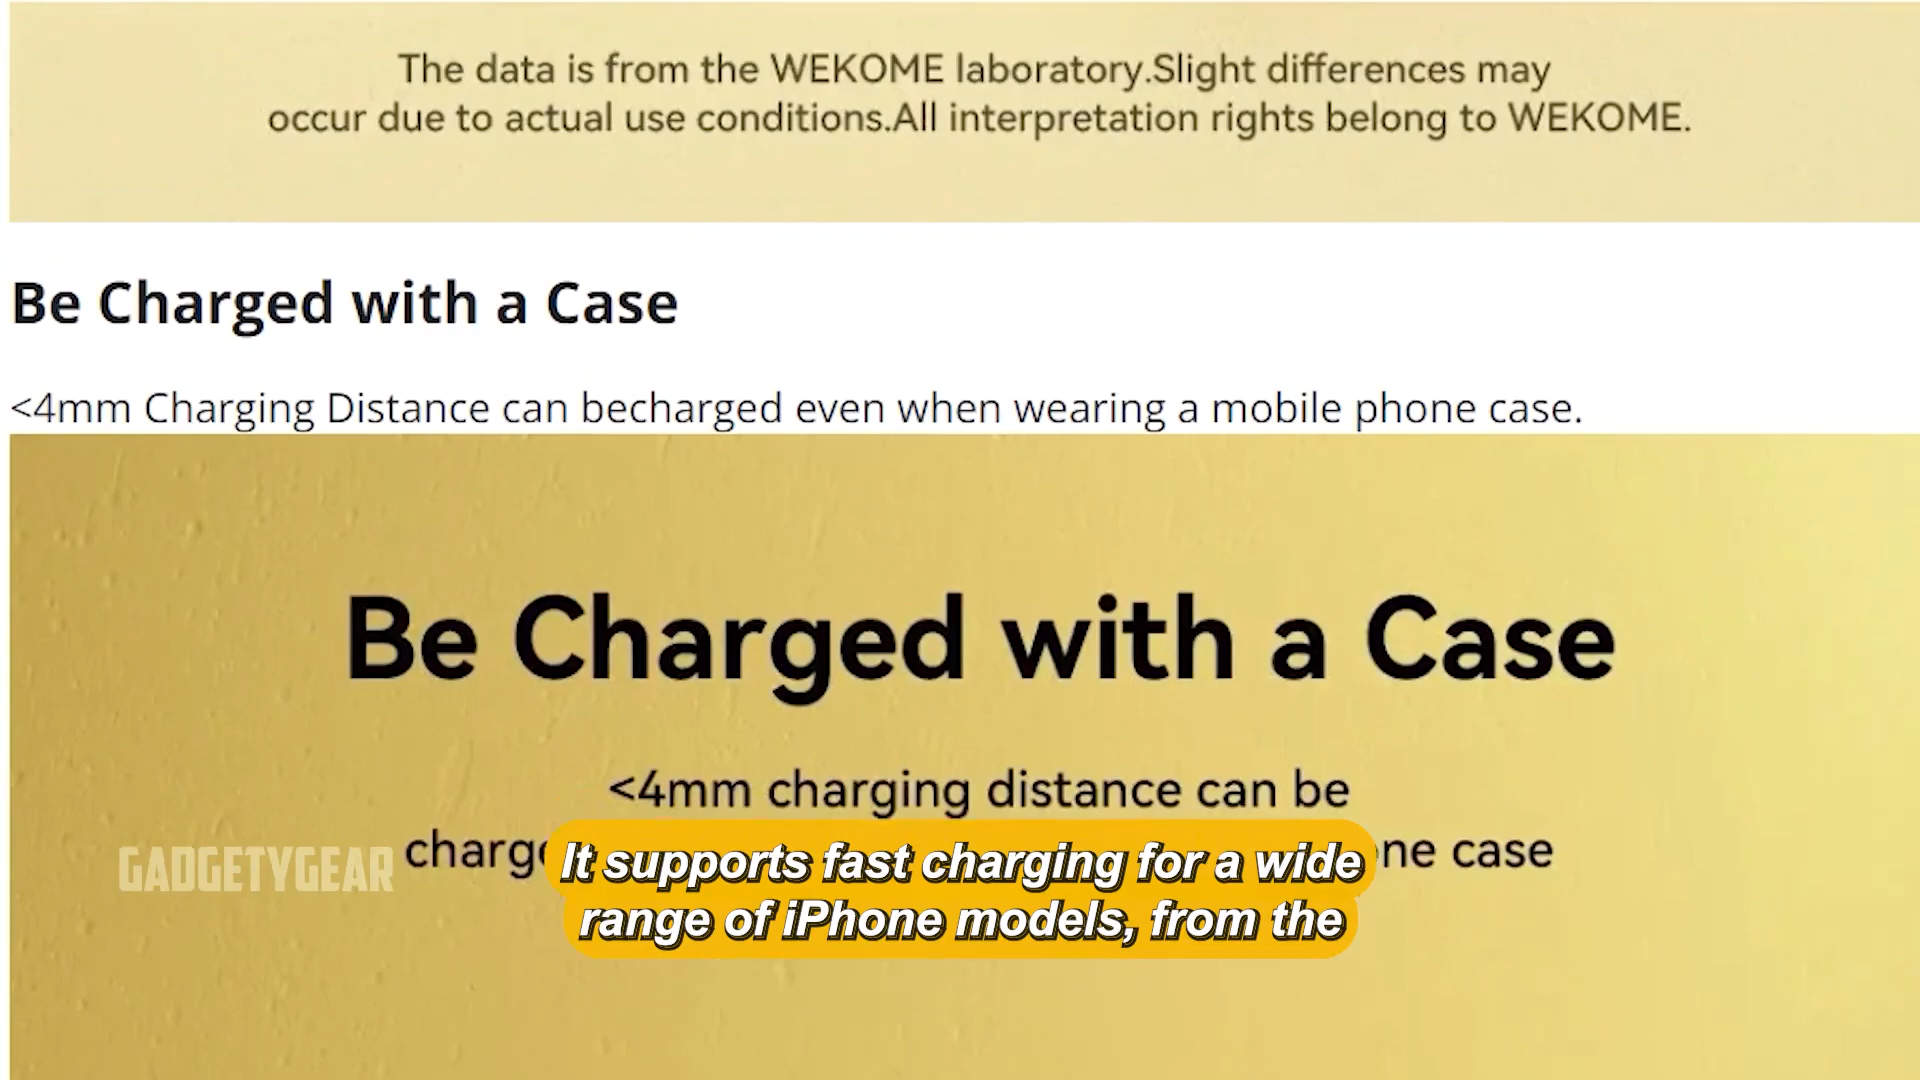 The data is from the WEKOME laboratory.Slight differences may
occur due to actual use conditions.All interpretation rights belong to WEKOME.
Be Charged with a Case
<4mm Charging Distance can becharged even when wearing a mobile phone case.
Be Charged with a Case
<4mm charging distance can be
case
GADGETYGEAR
It supports fast charging for a wide
range of iPhone models, from the